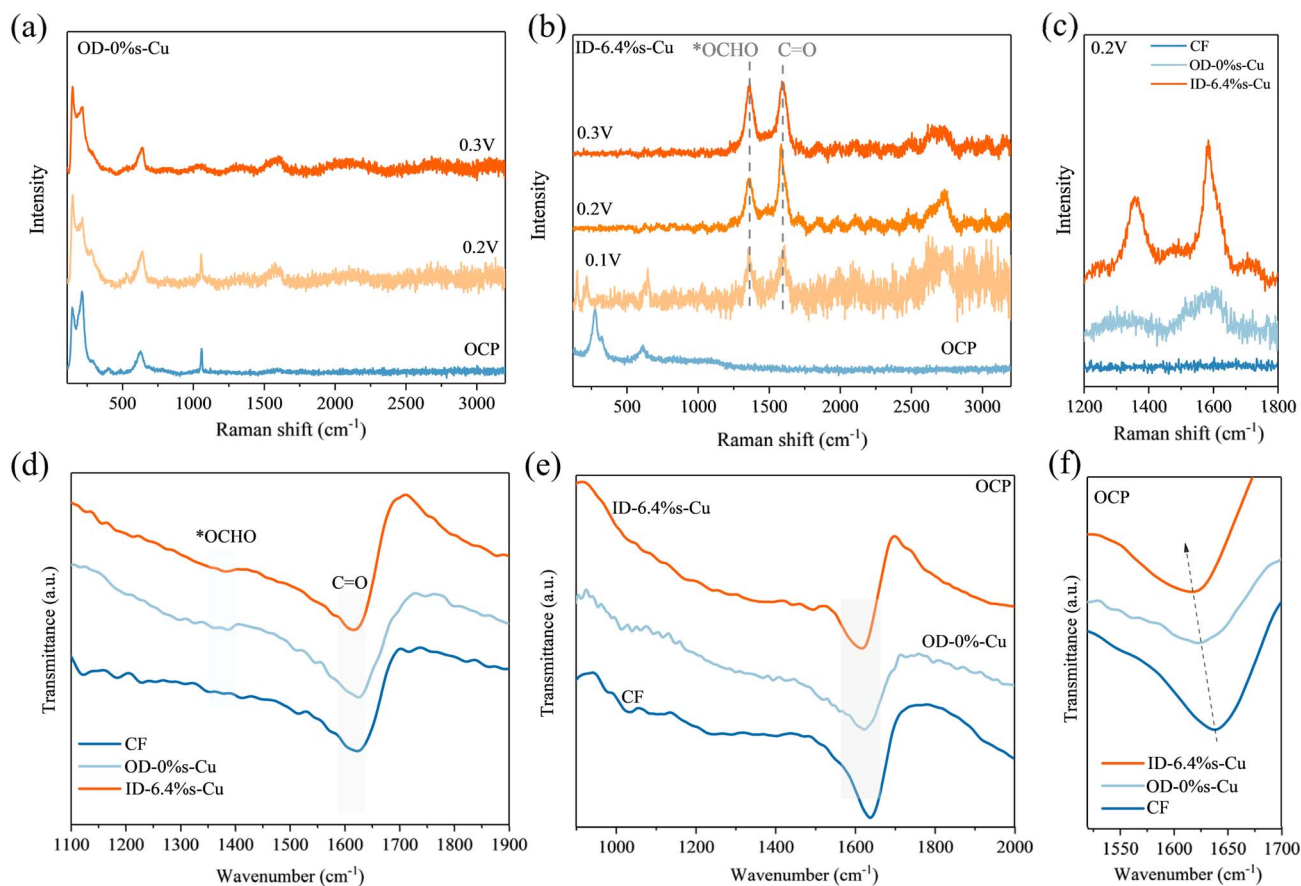 (a)
OD-0%s-Cu
0.3V
0.2V
OCP
Intensity
500 1000 1500 2000 2500 3000
Raman shift (cm-1)
(b)
ID-6.4%s-Cu
*OCHO C=O
0.3V
0.2V
0.1V
OCP
Intensity
500 1000 1500 2000 2500 3000
Raman shift (cm-1)
(c)
0.2V
CF
OD-0%s-Cu
ID-6.4%s-Cu
Intensity
1200 1400 1600 1800
Raman shift (cm-1)
(d)
*OCHO
C=O
CF
OD-0%s-Cu
ID-6.4%s-Cu
Transmittance (a.u.)
1100 1200 1300 1400 1500 1600 1700 1800 1900
Wavenumber (cm-1)
(e)
OCP
ID-6.4%s-Cu
OD-0%-Cu
CF
Transmittance (a.u.)
1000 1200 1400 1600 1800 2000
Wavenumber (cm-1)
(f)
OCP
ID-6.4%s-Cu
OD-0%s-Cu
CF
Transmittance (a.u.)
1550 1600 1650 1700
Wavenumber (cm-1)